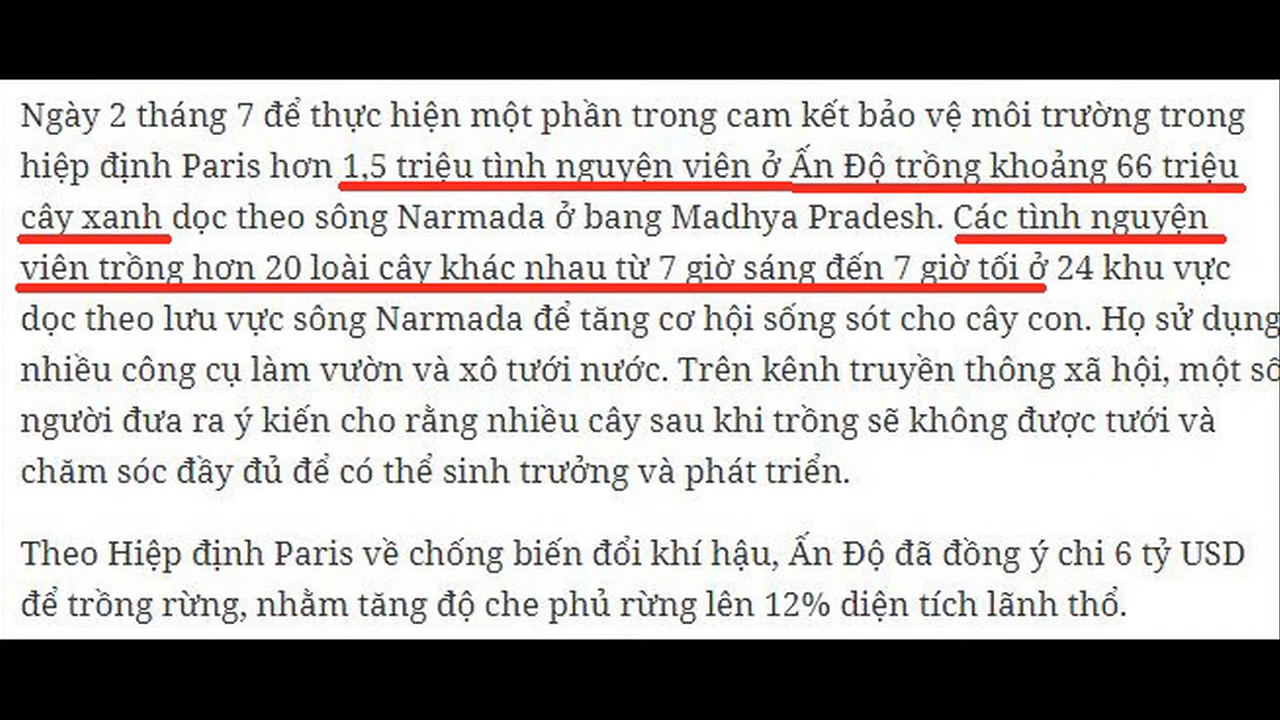 Ngày 2 tháng 7 để thực hiện một phần trong cam kết bảo vệ môi trường trong
hiệp định Paris hơn 1,5 triệu tình nguyện viên ở Ấn Độ trồng khoảng 66 triệu
cây xanh dọc theo sông Narmada ở bang Madhya Pradesh. Các tình nguyện
viên trồng hơn 20 loài cây khác nhau từ 7 giờ sáng đến 7 giờ tối ở 24 khu vực
dọc theo lưu vực sông Narmada để tăng cơ hội sống sót cho cây con. Họ sử dụng
nhiều công cụ làm vườn và xô tưới nước. Trên kênh truyền thông xã hội, một số
người đưa ra ý kiến cho rằng nhiều cây sau khi trồng sẽ không được tưới và
chăm sóc đầy đủ để có thể sinh trưởng và phát triển.
Theo Hiệp định Paris về chống biến đổi khí hậu, Ấn Độ đã đồng ý chi 6 tỷ USD
để trồng rừng, nhằm tăng độ che phủ rừng lên 12% diện tích lãnh thổ.